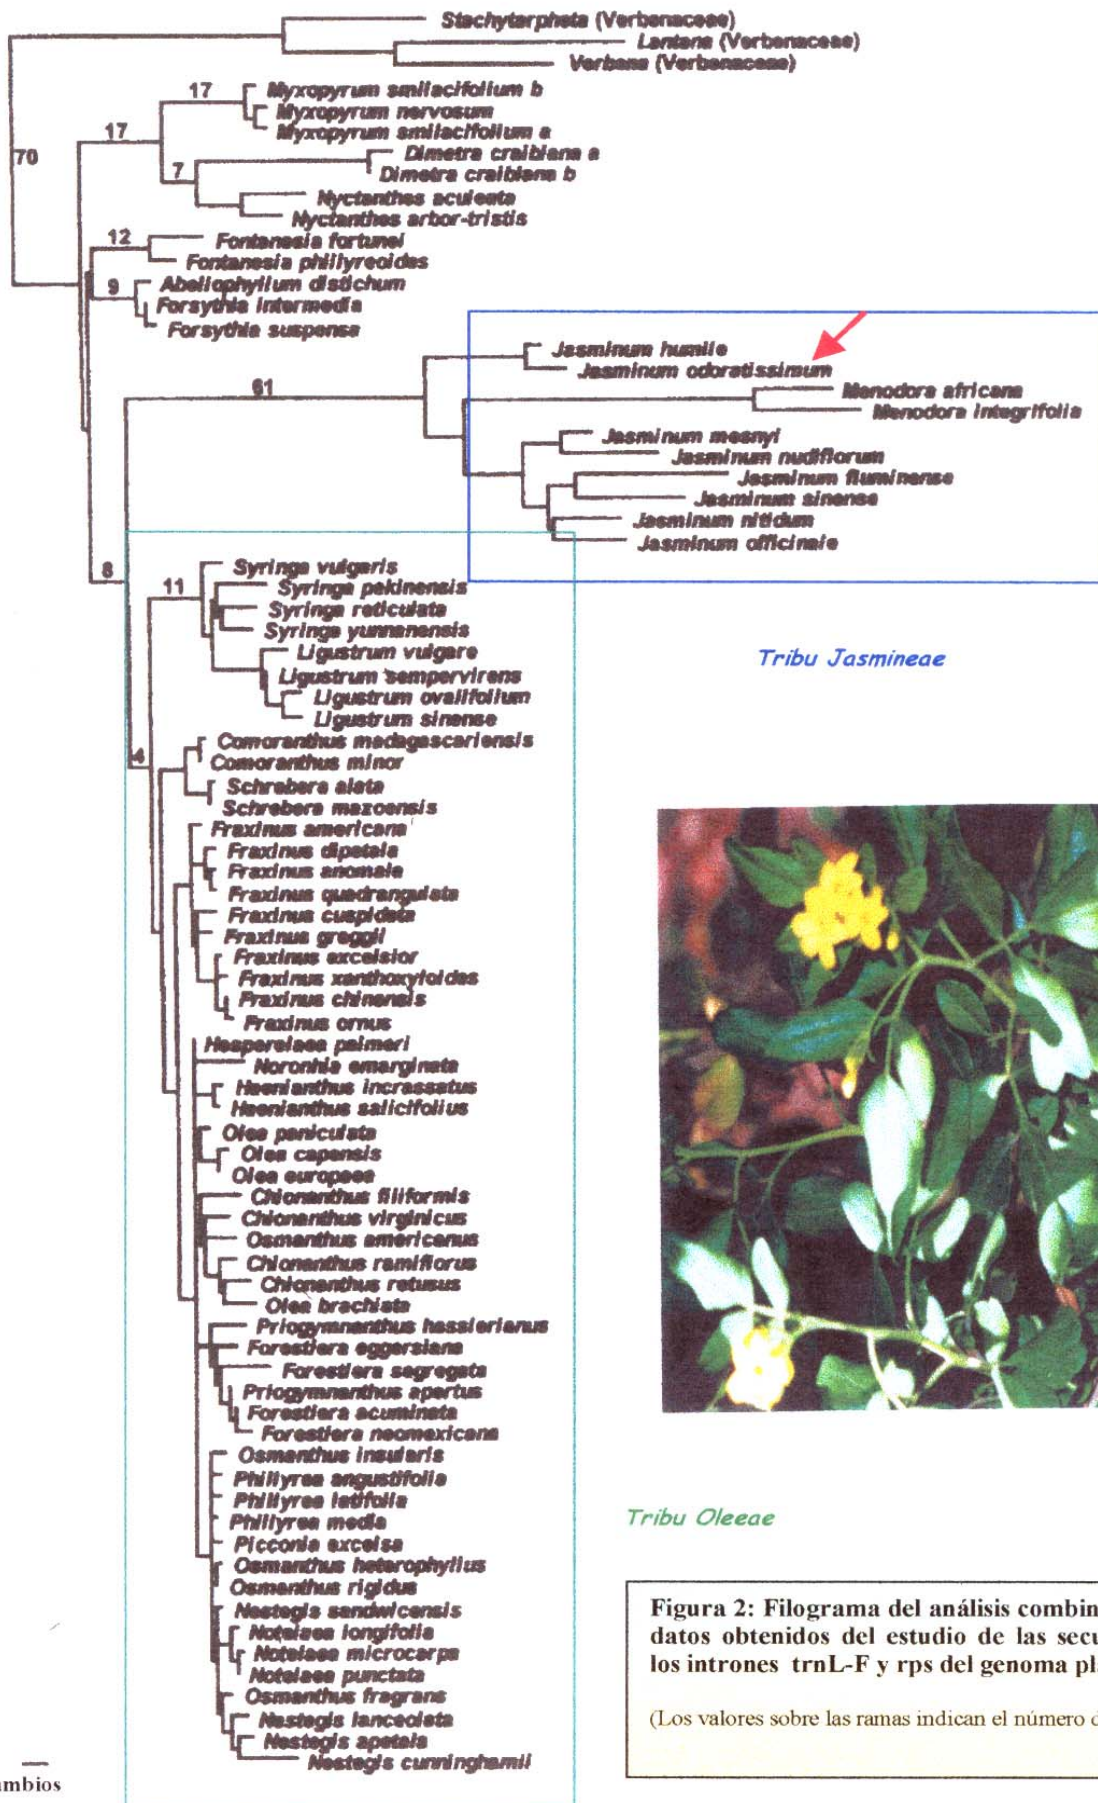 Stachytarpheta (Verbenaceae)
Lantana (Verbenaceae)
Verbena (Verbenaceae)
17
Myxopyrum smilacifolium b
Myxopyrum nervosum
17
Myxopyrum smilacifolium a
70
Dimetra craibiana a
7
Dimetra craibiana b
Nyctanthes aculeata
Nyctanthes arbor-tristis
12
Fontanesia fortunei
Fontanesia phillyreoides
9
Abeliophyllum distichum
Forsythia intermedia
Forsythia suspensa
Jasminum humile
Jasminum odoratissimum
61
Menodora africana
Menodora integrifolia
Jasminum mesnyi
Jasminum nudiflorum
Jasminum fluminense
Jasminum sinense
Jasminum nitidum
Jasminum officinale
8
11
Syringa vulgaris
Syringa pekinensis
Syringa reticulata
Syringa yunnanensis
Ligustrum vulgare
Tribu Jasmineae
Ligustrum sempervirens
Ligustrum ovalifolium
Ligustrum sinense
4
Comoranthus madagascariensis
Comoranthus minor
Schrebera alata
Schrebera mazoensis
Fraxinus americana
Fraxinus dipetala
Fraxinus anomala
Fraxinus quadrangulata
Fraxinus cuspidata
Fraxinus greggii
Fraxinus excelsior
Fraxinus xanthoxyloides
Fraxinus chinensis
Fraxinus ornus
Hesperelaea palmeri
Noronhia emarginata
Haenianthus incrassatus
Haenianthus salicifolius
Olea paniculata
Olea capensis
Olea europaea
Chionanthus filiformis
Chionanthus virginicus
Osmanthus americanus
Chionanthus ramiflorus
Chionanthus retusus
Olea brachiata
Priogymnanthus hasslerianus
Forestiera eggersiana
Forestiera segregata
Priogymnanthus apertus
Forestiera acuminata
Forestiera neomexicana
Osmanthus insularis
Phillyrea angustifolia
Phillyrea latifolia
Phillyrea media
Tribu Oleeae
Picconia excelsa
Osmanthus heterophyllus
Osmanthus rigidus
Nestegis sandwicensis
Notelaea longifolia
Notelaea microcarpa
Notelaea punctata
Osmanthus fragrans
Nestegis lanceolata
Nestegis apetala
Nestegis cunninghamii
Figura 2: Filograma del análisis combin
datos obtenidos del estudio de las secu
los intrones trnL-F y rps del genoma pla
(Los valores sobre las ramas indican el número d
ambios